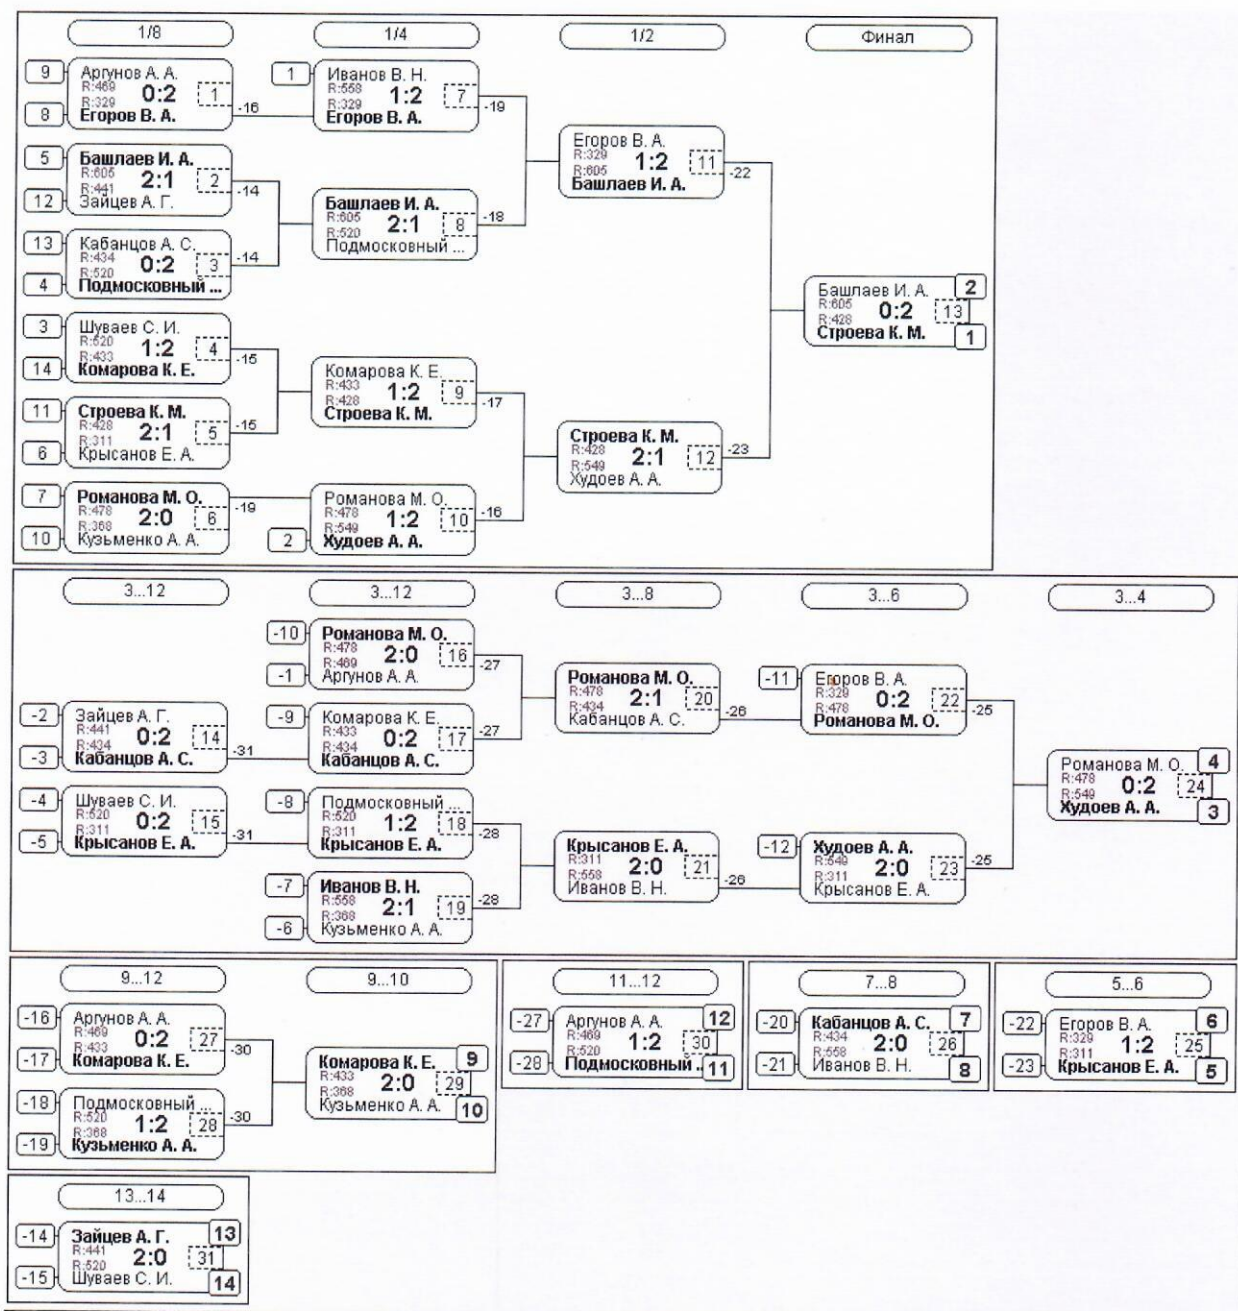 1/8
1/4
1/2
Финал
9
Аргунов А. А.
R:469
0:2
1
R:329
8
Егоров В. А.
-16
1
Иванов В. Н.
R:558
1:2
7
R:329
Егоров В. А.
-19
5
Башлаев И. А.
R:605
2:1
2
R:441
12
Зайцев А. Г.
-14
13
Кабанцов А. С.
R:434
0:2
3
R:520
4
Подмосковный ...
-14
Башлаев И. А.
R:605
2:1
8
R:520
Подмосковный ...
-18
Егоров В. А.
R:329
1:2
11
R:605
Башлаев И. А.
-22
3
Шуваев С. И.
R:520
1:2
4
R:433
14
Комарова К. Е.
-15
11
Строева К. М.
R:428
2:1
5
R:311
6
Крысанов Е. А.
-15
Комарова К. Е.
R:433
1:2
9
R:428
Строева К. М.
-17
7
Романова М. О.
R:478
2:0
6
R:368
10
Кузьменко А. А.
-19
Романова М. О.
R:478
1:2
10
R:549
2
Худоев А. А.
-16
Строева К. М.
R:428
2:1
12
R:549
Худоев А. А.
-23
Башлаев И. А.
2
R:605
0:2
13
R:428
Строева К. М.
1
3...12
3...12
3...8
3...6
3...4
-10
Романова М. О.
R:478
2:0
16
R:469
-1
Аргунов А. А.
-27
-2
Зайцев А. Г.
R:441
0:2
14
R:434
-3
Кабанцов А. С.
-31
-9
Комарова К. Е.
R:433
0:2
17
R:434
Кабанцов А. С.
-27
-4
Шуваев С. И.
R:520
0:2
15
R:311
-5
Крысанов Е. А.
-31
-8
Подмосковный ...
R:520
1:2
18
R:311
Крысанов Е. А.
-28
-7
Иванов В. Н.
R:558
2:1
19
R:368
-6
Кузьменко А. А.
-28
Романова М. О.
R:478
2:1
20
R:434
Кабанцов А. С.
-26
Крысанов Е. А.
R:311
2:0
21
R:558
Иванов В. Н.
-26
-11
Егоров В. А.
R:329
0:2
22
R:478
Романова М. О.
-25
-12
Худоев А. А.
R:549
2:0
23
R:311
Крысанов Е. А.
-25
Романова М. О.
4
R:478
0:2
24
R:549
Худоев А. А.
3
9...12
9...10
11...12
7...8
5...6
-16
Аргунов А. А.
R:469
0:2
27
R:433
-17
Комарова К. Е.
-30
-18
Подмосковный ...
R:520
1:2
28
R:368
-19
Кузьменко А. А.
-30
Комарова К. Е.
9
R:433
2:0
29
R:368
Кузьменко А. А.
10
-27
Аргунов А. А.
12
R:469
1:2
30
R:520
-28
Подмосковный ..
11
-20
Кабанцов А. С.
7
R:434
2:0
26
R:558
-21
Иванов В. Н.
8
-22
Егоров В. А.
6
R:329
1:2
25
R:311
-23
Крысанов Е. А.
5
13...14
-14
Зайцев А. Г.
13
R:441
2:0
31
R:520
-15
Шуваев С. И.
14